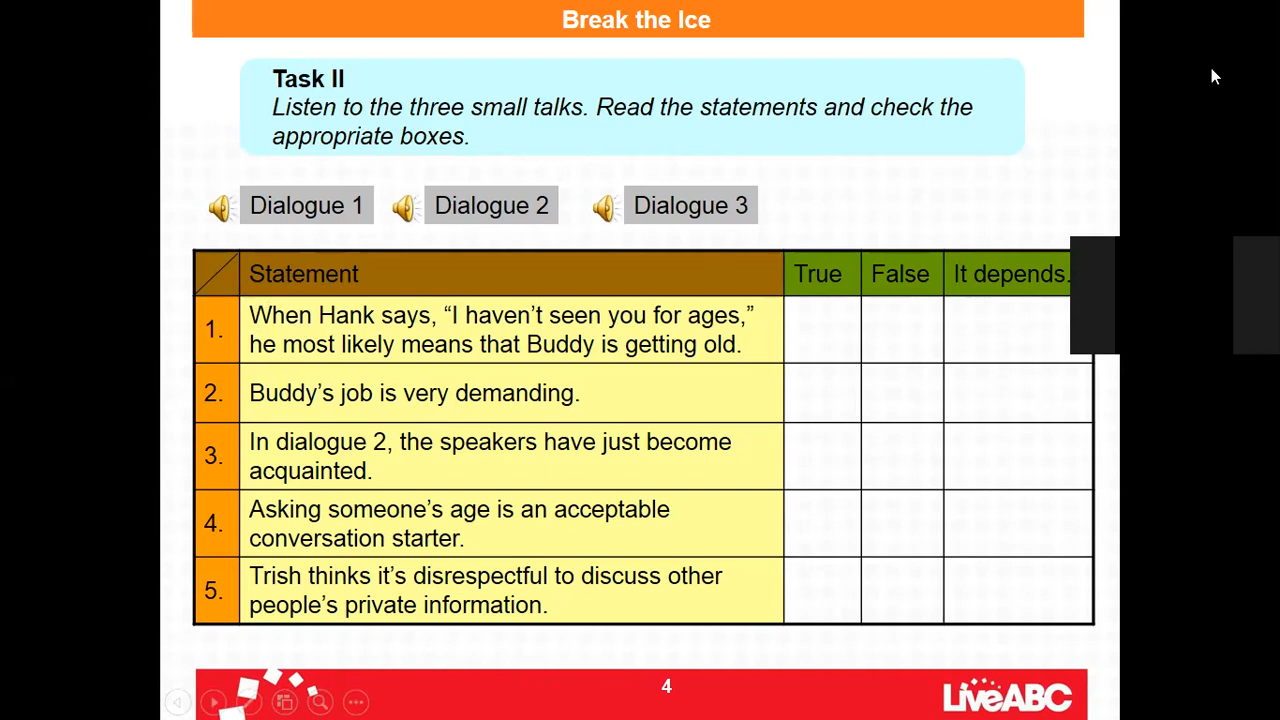 Break the Ice
Task II
Listen to the three small talks. Read the statements and check the
appropriate boxes.
Dialogue 1 Dialogue 2 Dialogue 3
Statement True False It depends.
1. When Hank says, “I haven’t seen you for ages,”
he most likely means that Buddy is getting old.
2. Buddy’s job is very demanding.
3. In dialogue 2, the speakers have just become
acquainted.
4. Asking someone’s age is an acceptable
conversation starter.
5. Trish thinks it’s disrespectful to discuss other
people’s private information.
4
LiveABC